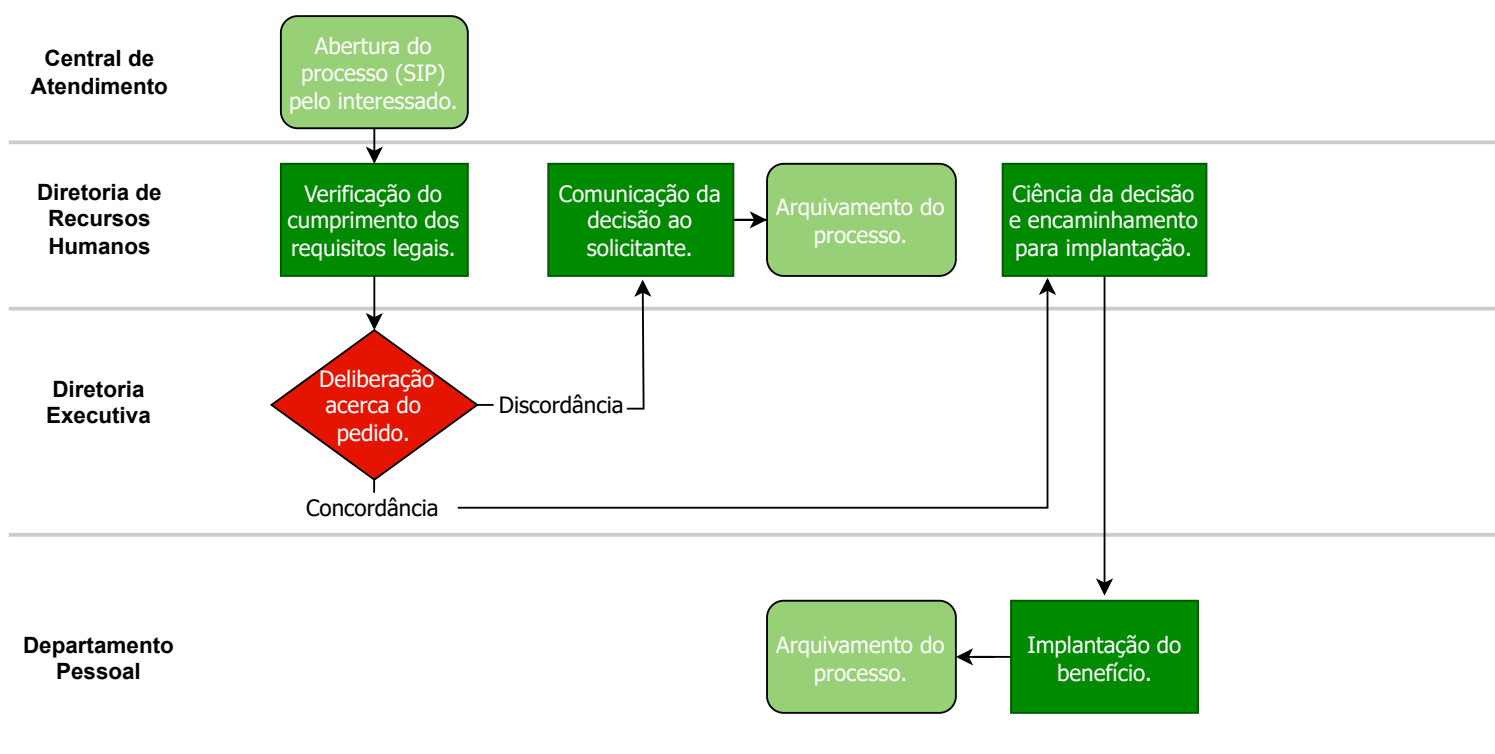 Central de
Atendimento
Abertura do
processo (SIP)
pelo interessado.
Diretoria de
Recursos
Humanos
Verificação do
cumprimento dos
requisitos legais.
Comunicação da
decisão ao
solicitante.
Arquivamento do
processo.
Ciência da decisão
e encaminhamento
para implantação.
Diretoria
Executiva
Deliberação
acerca do
pedido.
Discordância
Concordância
Departamento
Pessoal
Arquivamento do
processo.
Implantação do
benefício.